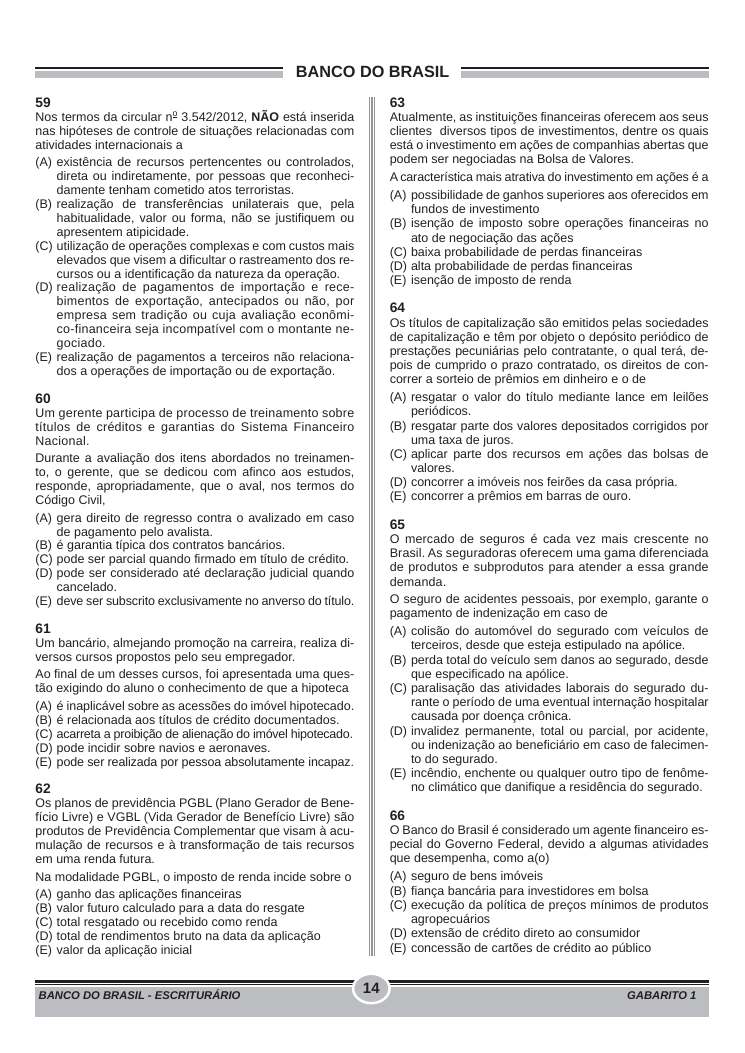 BANCO DO BRASIL
59
Nos termos da circular nº 3.542/2012, NÃO está inserida
nas hipóteses de controle de situações relacionadas com
atividades internacionais a
(A) existência de recursos pertencentes ou controlados,
direta ou indiretamente, por pessoas que reconheci-
damente tenham cometido atos terroristas.
(B) realização de transferências unilaterais que, pela
habitualidade, valor ou forma, não se justifiquem ou
apresentem atipicidade.
(C) utilização de operações complexas e com custos mais
elevados que visem a dificultar o rastreamento dos re-
cursos ou a identificação da natureza da operação.
(D) realização de pagamentos de importação e rece-
bimentos de exportação, antecipados ou não, por
empresa sem tradição ou cuja avaliação econômi-
co-financeira seja incompatível com o montante ne-
gociado.
(E) realização de pagamentos a terceiros não relaciona-
dos a operações de importação ou de exportação.
60
Um gerente participa de processo de treinamento sobre
títulos de créditos e garantias do Sistema Financeiro
Nacional.
Durante a avaliação dos itens abordados no treinamen-
to, o gerente, que se dedicou com afinco aos estudos,
responde, apropriadamente, que o aval, nos termos do
Código Civil,
(A) gera direito de regresso contra o avalizado em caso
de pagamento pelo avalista.
(B) é garantia típica dos contratos bancários.
(C) pode ser parcial quando firmado em título de crédito.
(D) pode ser considerado até declaração judicial quando
cancelado.
(E) deve ser subscrito exclusivamente no anverso do título.
61
Um bancário, almejando promoção na carreira, realiza di-
versos cursos propostos pelo seu empregador.
Ao final de um desses cursos, foi apresentada uma ques-
tão exigindo do aluno o conhecimento de que a hipoteca
(A) é inaplicável sobre as acessões do imóvel hipotecado.
(B) é relacionada aos títulos de crédito documentados.
(C) acarreta a proibição de alienação do imóvel hipotecado.
(D) pode incidir sobre navios e aeronaves.
(E) pode ser realizada por pessoa absolutamente incapaz.
62
Os planos de previdência PGBL (Plano Gerador de Bene-
fício Livre) e VGBL (Vida Gerador de Benefício Livre) são
produtos de Previdência Complementar que visam à acu-
mulação de recursos e à transformação de tais recursos
em uma renda futura.
Na modalidade PGBL, o imposto de renda incide sobre o
(A) ganho das aplicações financeiras
(B) valor futuro calculado para a data do resgate
(C) total resgatado ou recebido como renda
(D) total de rendimentos bruto na data da aplicação
(E) valor da aplicação inicial
63
Atualmente, as instituições financeiras oferecem aos seus
clientes diversos tipos de investimentos, dentre os quais
está o investimento em ações de companhias abertas que
podem ser negociadas na Bolsa de Valores.
A característica mais atrativa do investimento em ações é a
(A) possibilidade de ganhos superiores aos oferecidos em
fundos de investimento
(B) isenção de imposto sobre operações financeiras no
ato de negociação das ações
(C) baixa probabilidade de perdas financeiras
(D) alta probabilidade de perdas financeiras
(E) isenção de imposto de renda
64
Os títulos de capitalização são emitidos pelas sociedades
de capitalização e têm por objeto o depósito periódico de
prestações pecuniárias pelo contratante, o qual terá, de-
pois de cumprido o prazo contratado, os direitos de con-
correr a sorteio de prêmios em dinheiro e o de
(A) resgatar o valor do título mediante lance em leilões
periódicos.
(B) resgatar parte dos valores depositados corrigidos por
uma taxa de juros.
(C) aplicar parte dos recursos em ações das bolsas de
valores.
(D) concorrer a imóveis nos feirões da casa própria.
(E) concorrer a prêmios em barras de ouro.
65
O mercado de seguros é cada vez mais crescente no
Brasil. As seguradoras oferecem uma gama diferenciada
de produtos e subprodutos para atender a essa grande
demanda.
O seguro de acidentes pessoais, por exemplo, garante o
pagamento de indenização em caso de
(A) colisão do automóvel do segurado com veículos de
terceiros, desde que esteja estipulado na apólice.
(B) perda total do veículo sem danos ao segurado, desde
que especificado na apólice.
(C) paralisação das atividades laborais do segurado du-
rante o período de uma eventual internação hospitalar
causada por doença crônica.
(D) invalidez permanente, total ou parcial, por acidente,
ou indenização ao beneficiário em caso de falecimen-
to do segurado.
(E) incêndio, enchente ou qualquer outro tipo de fenôme-
no climático que danifique a residência do segurado.
66
O Banco do Brasil é considerado um agente financeiro es-
pecial do Governo Federal, devido a algumas atividades
que desempenha, como a(o)
(A) seguro de bens imóveis
(B) fiança bancária para investidores em bolsa
(C) execução da política de preços mínimos de produtos
agropecuários
(D) extensão de crédito direto ao consumidor
(E) concessão de cartões de crédito ao público
BANCO DO BRASIL - ESCRITURÁRIO
14
GABARITO 1